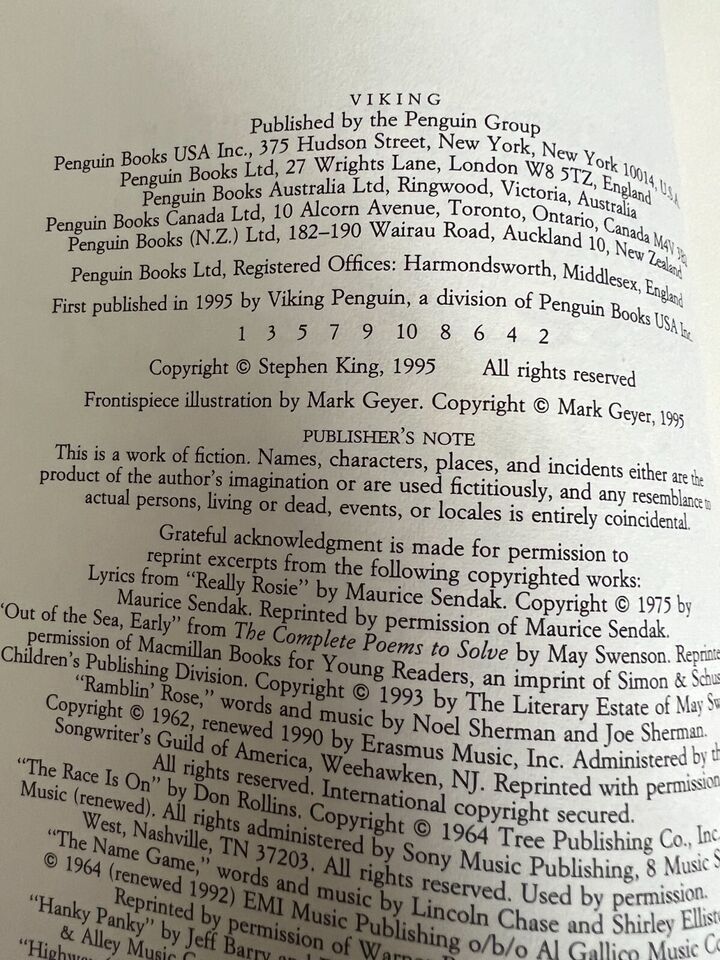 VIKING
Published by the Penguin Group
Penguin Books USA Inc., 375 Hudson Street, New York, New York 10014, U.S.A.
Penguin Books Ltd, 27 Wrights Lane, London W8 5TZ, England
Penguin Books Australia Ltd, Ringwood, Victoria, Australia
Penguin Books Canada Ltd, 10 Alcorn Avenue, Toronto, Ontario, Canada M4V 3B2
Penguin Books (N.Z.) Ltd, 182–190 Wairau Road, Auckland 10, New Zealand
Penguin Books Ltd, Registered Offices: Harmondsworth, Middlesex, England
First published in 1995 by Viking Penguin, a division of Penguin Books USA Inc.
1 3 5 7 9 10 8 6 4 2
Copyright © Stephen King, 1995 All rights reserved
Frontispiece illustration by Mark Geyer. Copyright © Mark Geyer, 1995
PUBLISHER'S NOTE
This is a work of fiction. Names, characters, places, and incidents either are the
product of the author's imagination or are used fictitiously, and any resemblance to
actual persons, living or dead, events, or locales is entirely coincidental.
Grateful acknowledgment is made for permission to
reprint excerpts from the following copyrighted works:
Lyrics from "Really Rosie" by Maurice Sendak. Copyright © 1975 by
Maurice Sendak. Reprinted by permission of Maurice Sendak.
"Out of the Sea, Early" from The Complete Poems to Solve by May Swenson. Reprinte
permission of Macmillan Books for Young Readers, an imprint of Simon & Schus
Children's Publishing Division. Copyright © 1993 by The Literary Estate of May Sw
"Ramblin' Rose," words and music by Noel Sherman and Joe Sherman.
Copyright © 1962, renewed 1990 by Erasmus Music, Inc. Administered by th
Songwriter's Guild of America, Weehawken, NJ. Reprinted with permission
All rights reserved. International copyright secured.
"The Race Is On" by Don Rollins. Copyright © 1964 Tree Publishing Co., Inc.
Music (renewed). All rights administered by Sony Music Publishing, 8 Music S
West, Nashville, TN 37203. All rights reserved. Used by permission.
"The Name Game," words and music by Lincoln Chase and Shirley Ellisto
© 1964 (renewed 1992) EMI Music Publishing o/b/o Al Gallico Music Co
Reprinted by permission of Warner
"Hanky Panky" by Jeff Barry and
& Alley Music
"Highway